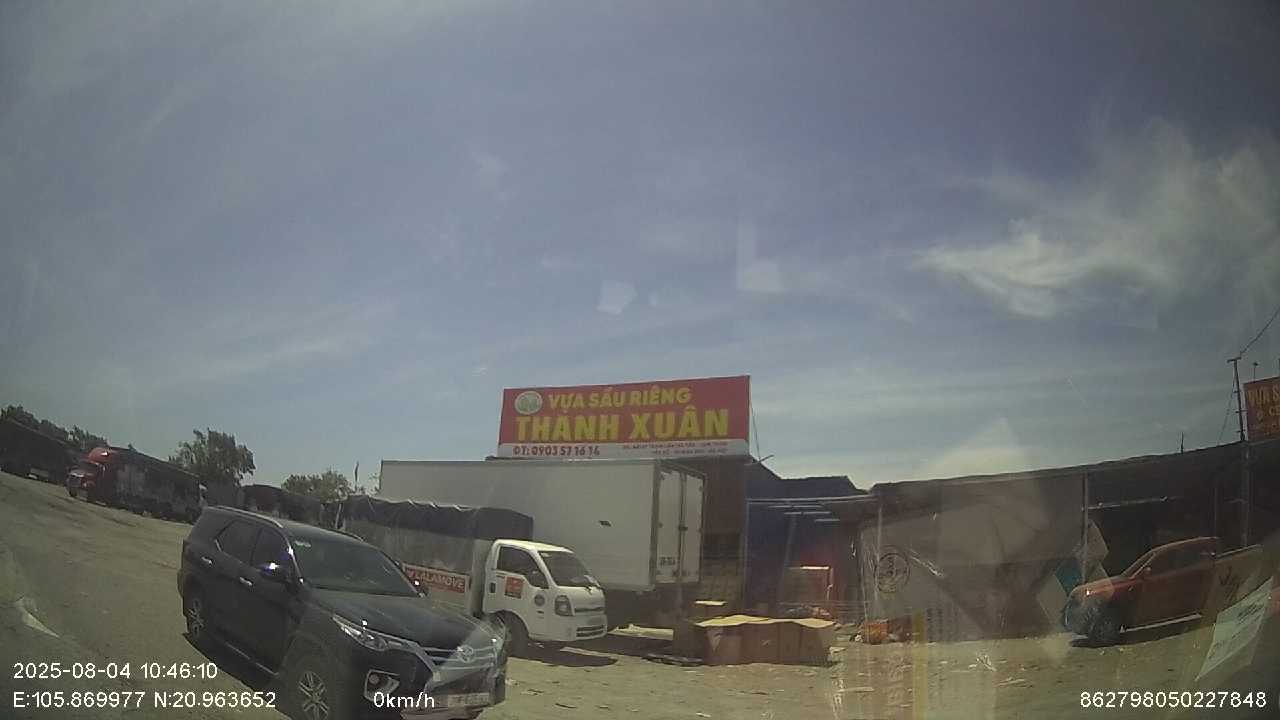 VỰA SẦU RIÊNG
THANH XUÂN
ĐT: 0903 57 16 14
LALAMOVE
VỰA S
2025-08-04 10:46:10
E:105.869977 N:20.963652
0km/h
862798050227848